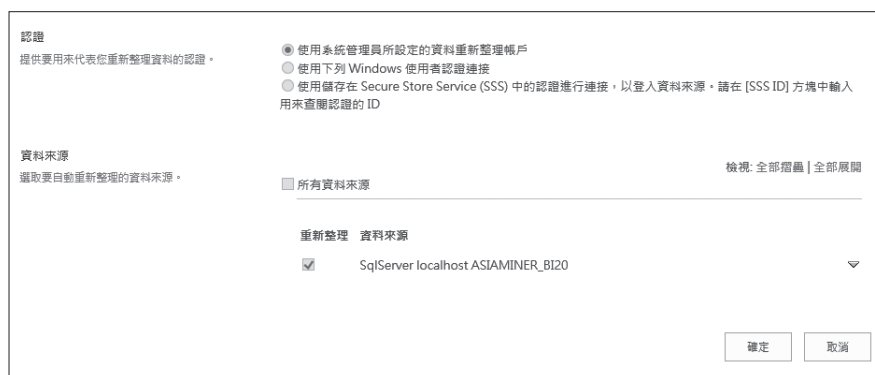 認證
提供要用來代表您重新整理資料的認證。
使用系統管理員所設定的資料重新整理帳戶
使用下列 Windows 使用者認證連接
使用儲存在 Secure Store Service (SSS) 中的認證進行連接，以登入資料來源。請在 [SSS ID] 方塊中輸入
用來查閱認證的 ID
資料來源
選取要自動重新整理的資料來源。
檢視: 全部摺疊 | 全部展開
所有資料來源
重新整理 資料來源
SqlServer localhost ASIAMINER_BI20
確定 取消